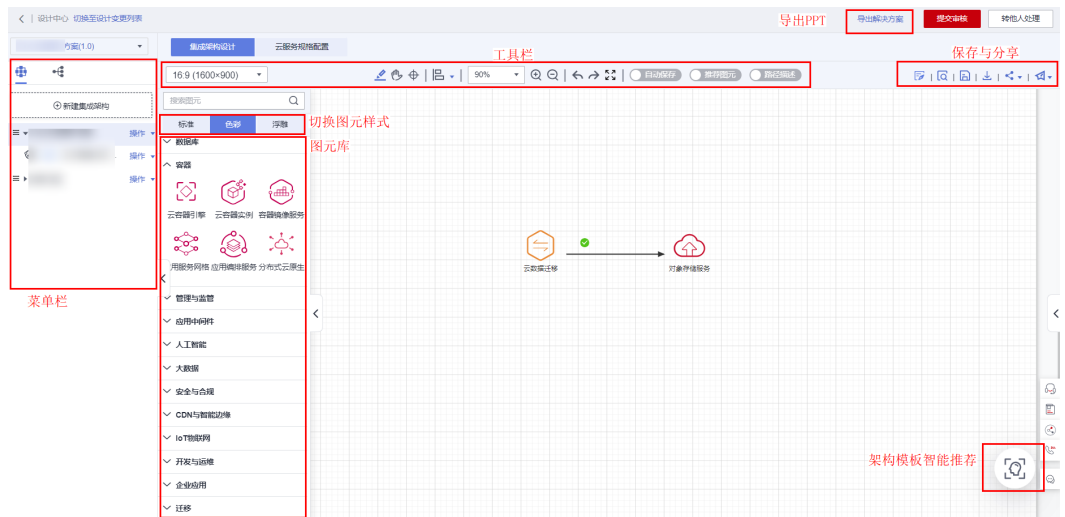 设计中心 切换至设计变更列表
导出PPT
导出解决方案
提交审核
转他人处理
方案(1.0)
集成架构设计
云服务规格配置
工具栏
保存与分享
16:9 (1600×900)
90%
自动保存
推荐图元
路径描述
新建集成架构
操作
操作
操作
菜单栏
搜索图元
标准
色彩
浮雕
切换图元样式
图元库
数据库
容器
云容器引擎
云容器实例
容器镜像服务
用服务网格
应用编排服务
分布式云原生
管理与监管
应用中间件
人工智能
大数据
安全与合规
CDN与智能边缘
IoT物联网
开发与运维
企业应用
迁移
云数据迁移
对象存储服务
架构模板智能推荐